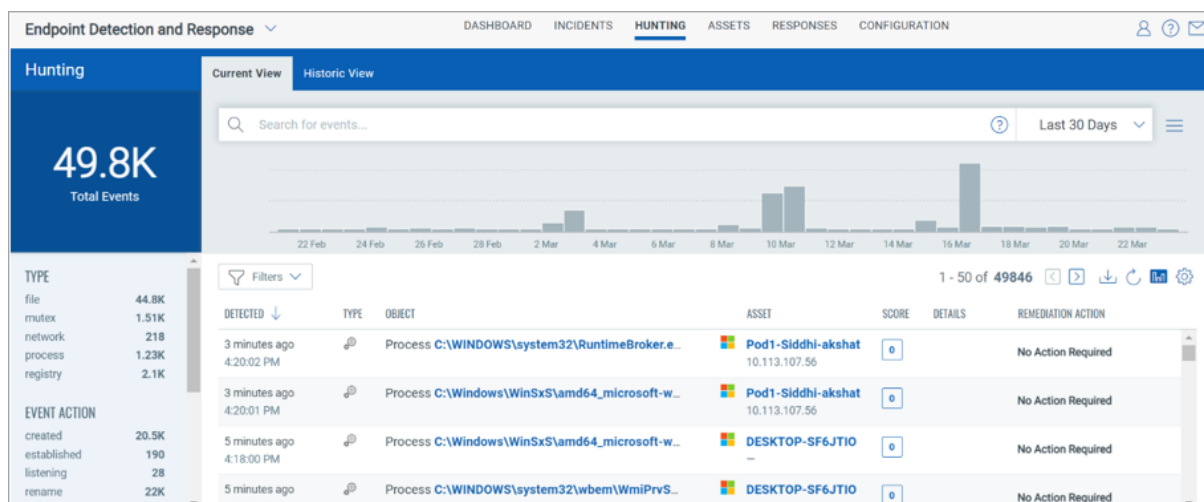 Endpoint Detection and Response
DASHBOARD INCIDENTS HUNTING ASSETS RESPONSES CONFIGURATION
Hunting
Current View Historic View
Search for events...
Last 30 Days
49.8K
Total Events
22 Feb 24 Feb 26 Feb 28 Feb 2 Mar 4 Mar 6 Mar 8 Mar 10 Mar 12 Mar 14 Mar 16 Mar 18 Mar 20 Mar 22 Mar
TYPE
file 44.8K
mutex 1.51K
network 218
process 1.23K
registry 2.1K
EVENT ACTION
created 20.5K
established 190
listening 28
rename 22K
Filters
1 - 50 of 49846
DETECTED TYPE OBJECT ASSET SCORE DETAILS REMEDIATION ACTION
3 minutes ago Process C:\WINDOWS\system32\RuntimeBroker.e... Pod1-Siddhi-akshat 0 No Action Required
4:20:02 PM 10.113.107.56
3 minutes ago Process C:\Windows\WinSxS\amd64_microsoft-w... Pod1-Siddhi-akshat 0 No Action Required
4:20:01 PM 10.113.107.56
5 minutes ago Process C:\Windows\WinSxS\amd64_microsoft-w... DESKTOP-SF6JTIO 0 No Action Required
4:18:00 PM –
5 minutes ago Process C:\WINDOWS\system32\wbem\WmiPrvS... DESKTOP-SF6JTIO 0 No Action Required